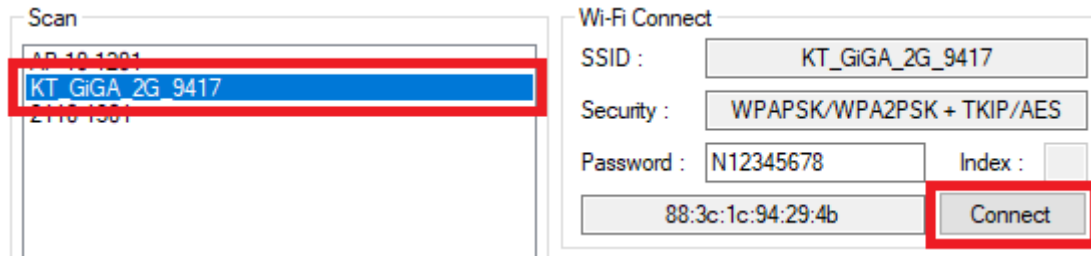 Scan
KT_GiGA_2G_9417
Wi-Fi Connect
SSID :
KT_GiGA_2G_9417
Security :
WPAPSK/WPA2PSK + TKIP/AES
Password :
N12345678
Index :
88:3c:1c:94:29:4b
Connect